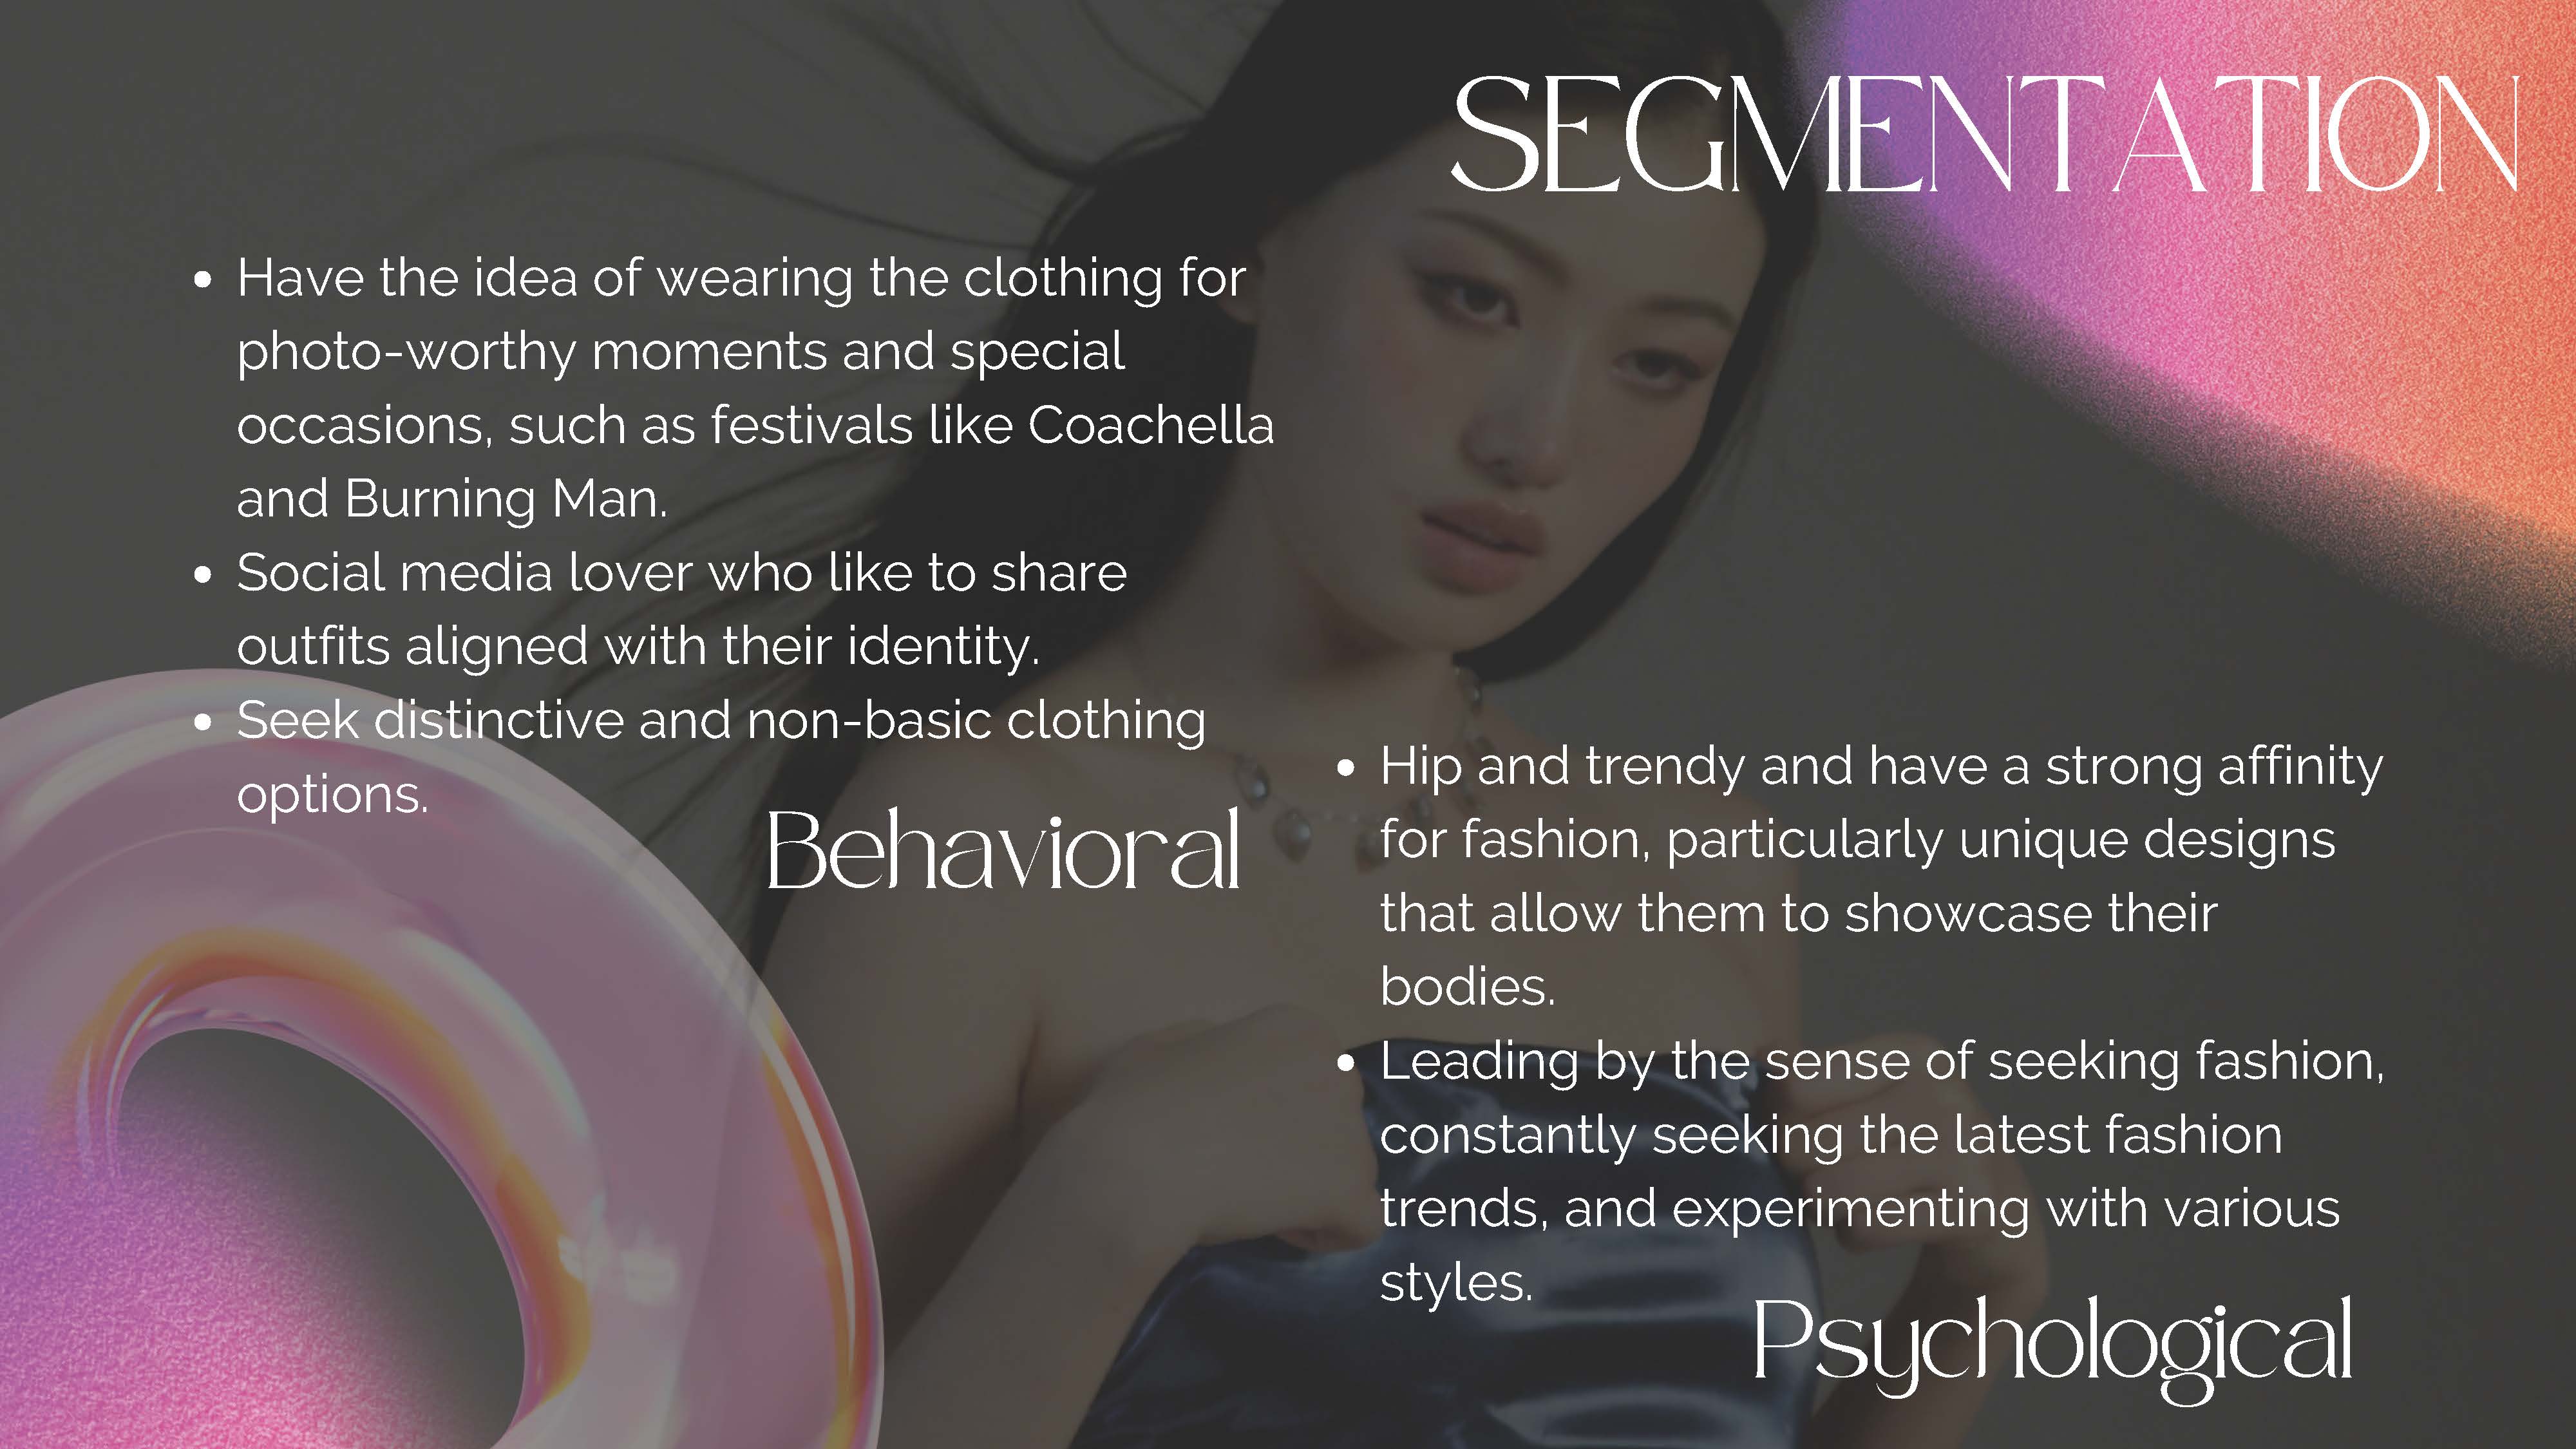 SEGMENTATION
• Have the idea of wearing the clothing for
photo-worthy moments and special
occasions, such as festivals like Coachella
and Burning Man.
• Social media lover who like to share
outfits aligned with their identity.
• Seek distinctive and non-basic clothing
options.
Behavioral
• Hip and trendy and have a strong affinity
for fashion, particularly unique designs
that allow them to showcase their
bodies.
• Leading by the sense of seeking fashion,
constantly seeking the latest fashion
trends, and experimenting with various
styles.
Psychological